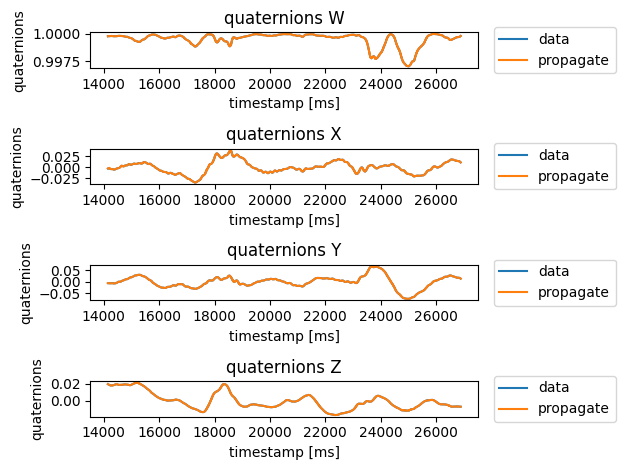 quaternions W
quaternions
1.0000
0.9975
14000 16000 18000 20000 22000 24000 26000
timestamp [ms]
data
propagate
quaternions X
quaternions
0.025
0.000
−0.025
14000 16000 18000 20000 22000 24000 26000
timestamp [ms]
data
propagate
quaternions Y
quaternions
0.05
0.00
−0.05
14000 16000 18000 20000 22000 24000 26000
timestamp [ms]
data
propagate
quaternions Z
quaternions
0.02
0.00
14000 16000 18000 20000 22000 24000 26000
timestamp [ms]
data
propagate